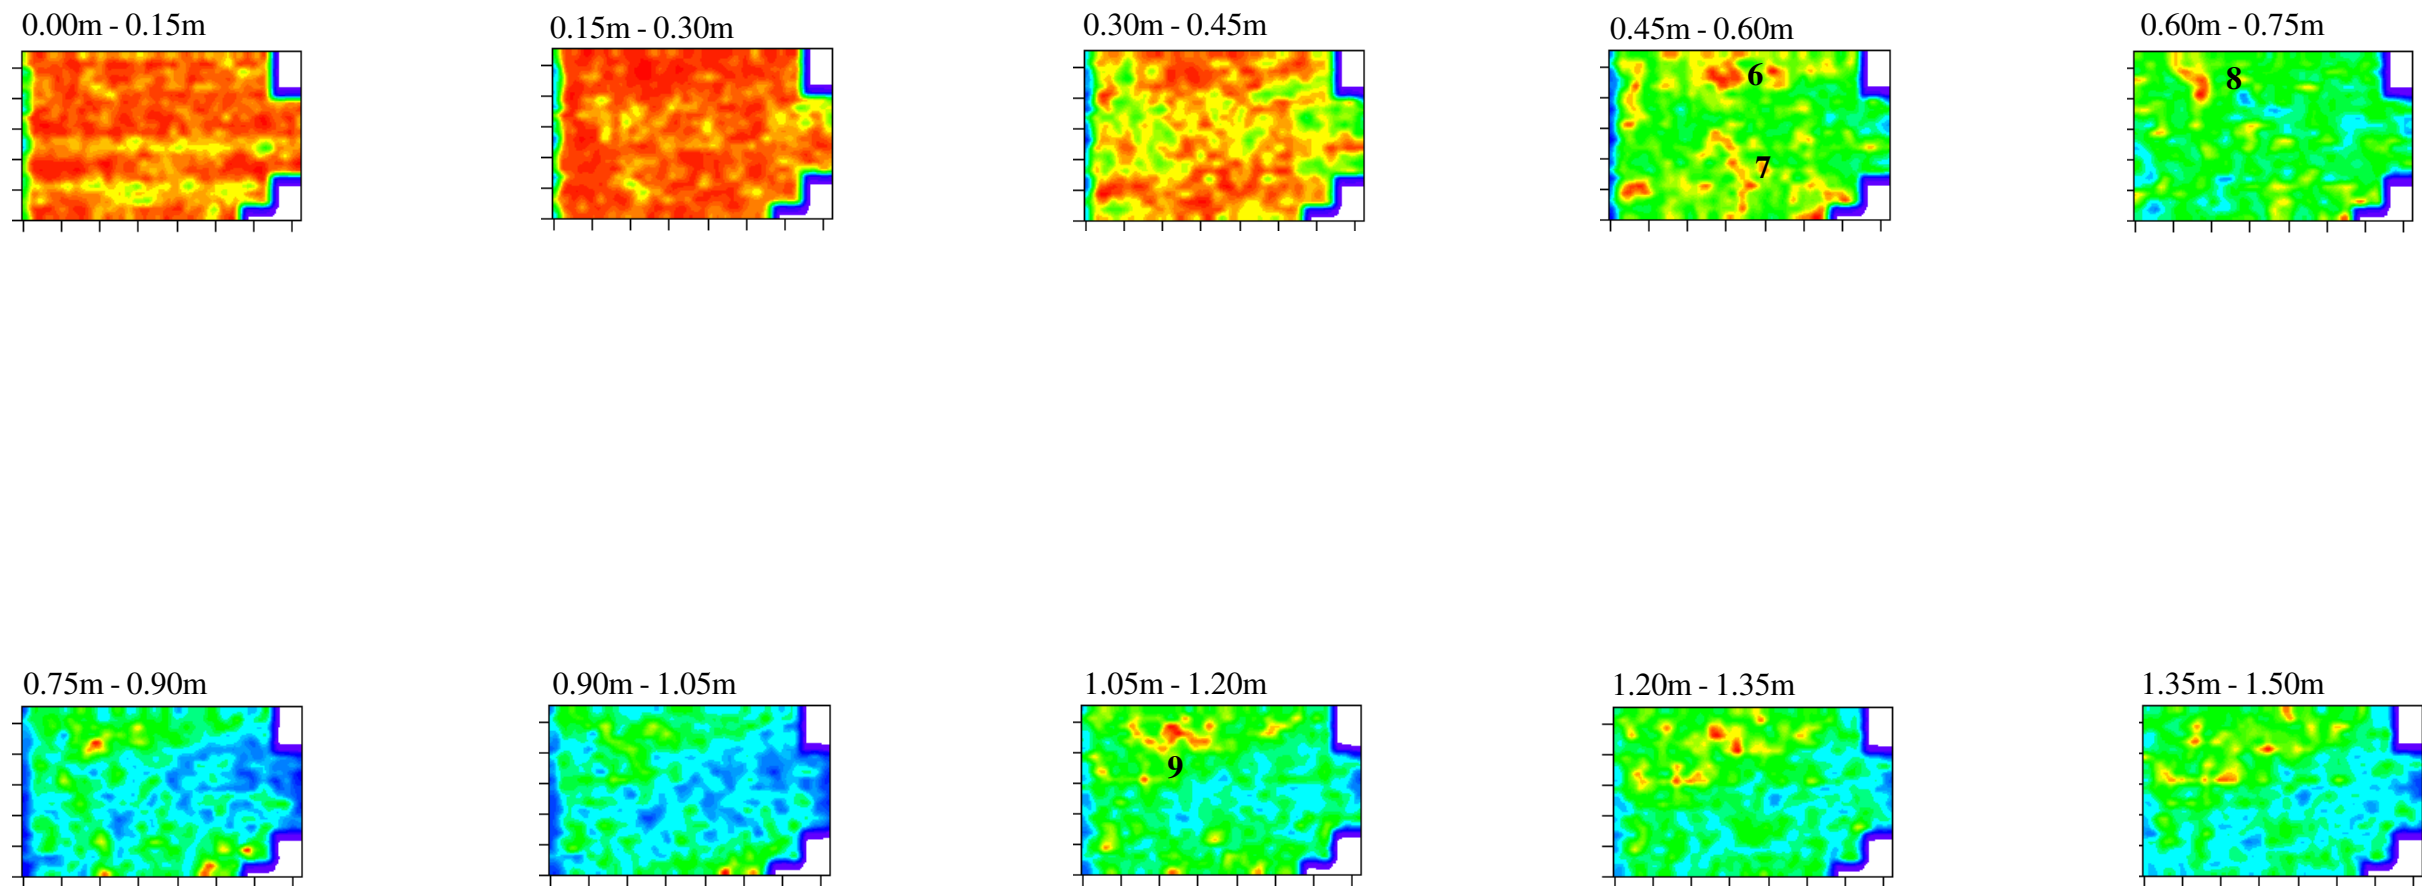 0.00m - 0.15m
0.15m - 0.30m
0.30m - 0.45m
0.45m - 0.60m
0.60m - 0.75m
6
7
8
0.75m - 0.90m
0.90m - 1.05m
1.05m - 1.20m
1.20m - 1.35m
1.35m - 1.50m
9